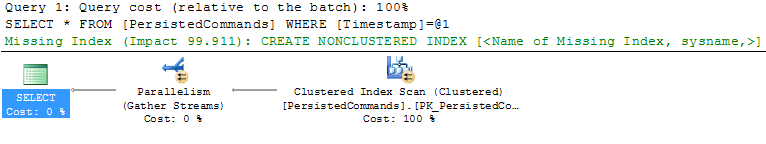 Query 1: Query cost (relative to the batch): 100%
SELECT * FROM [PersistedCommands] WHERE [Timestamp]=@1
Missing Index (Impact 99.911): CREATE NONCLUSTERED INDEX [<Name of Missing Index, sysname,>]
SELECT
Cost: 0 %
Parallelism
(Gather Streams)
Cost: 0 %
Clustered Index Scan (Clustered)
[PersistedCommands].[PK_PersistedCo…
Cost: 100 %